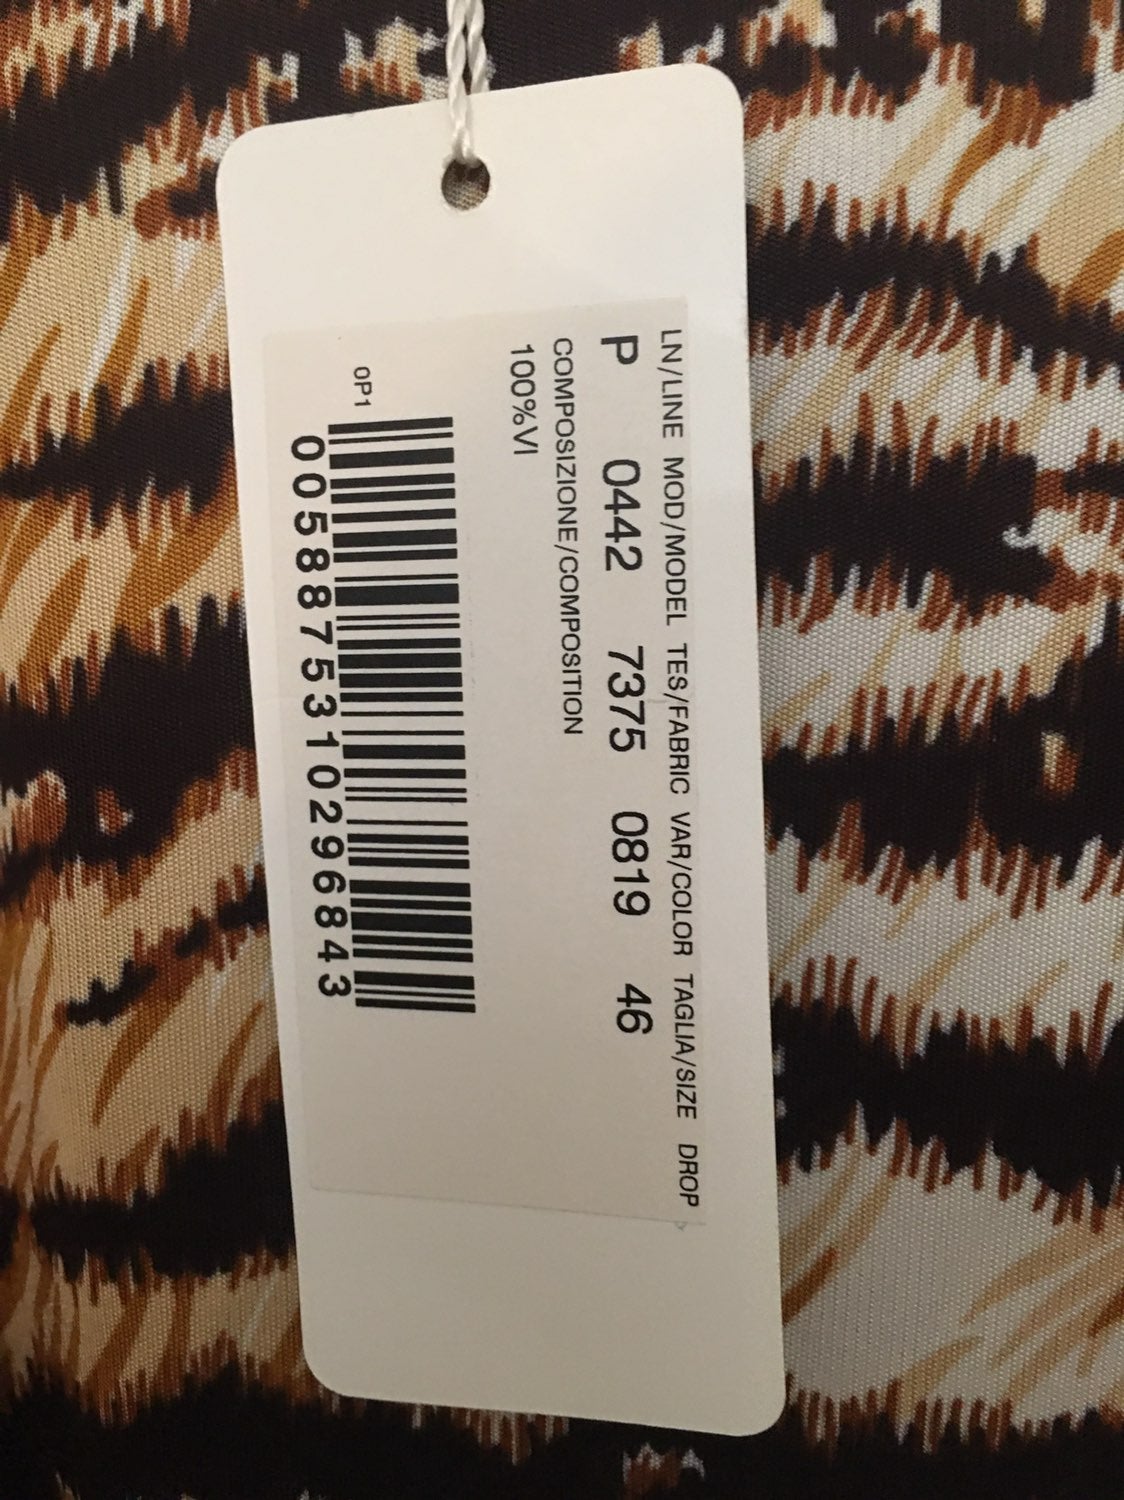 LN/LINE MOD/MODEL TES/FABRIC VAR/COLOR TAGLIA/SIZE DROP
P 0442 7375 0819 46
COMPOSIZIONE/COMPOSITION
100%VI
0P1
0058875310296843